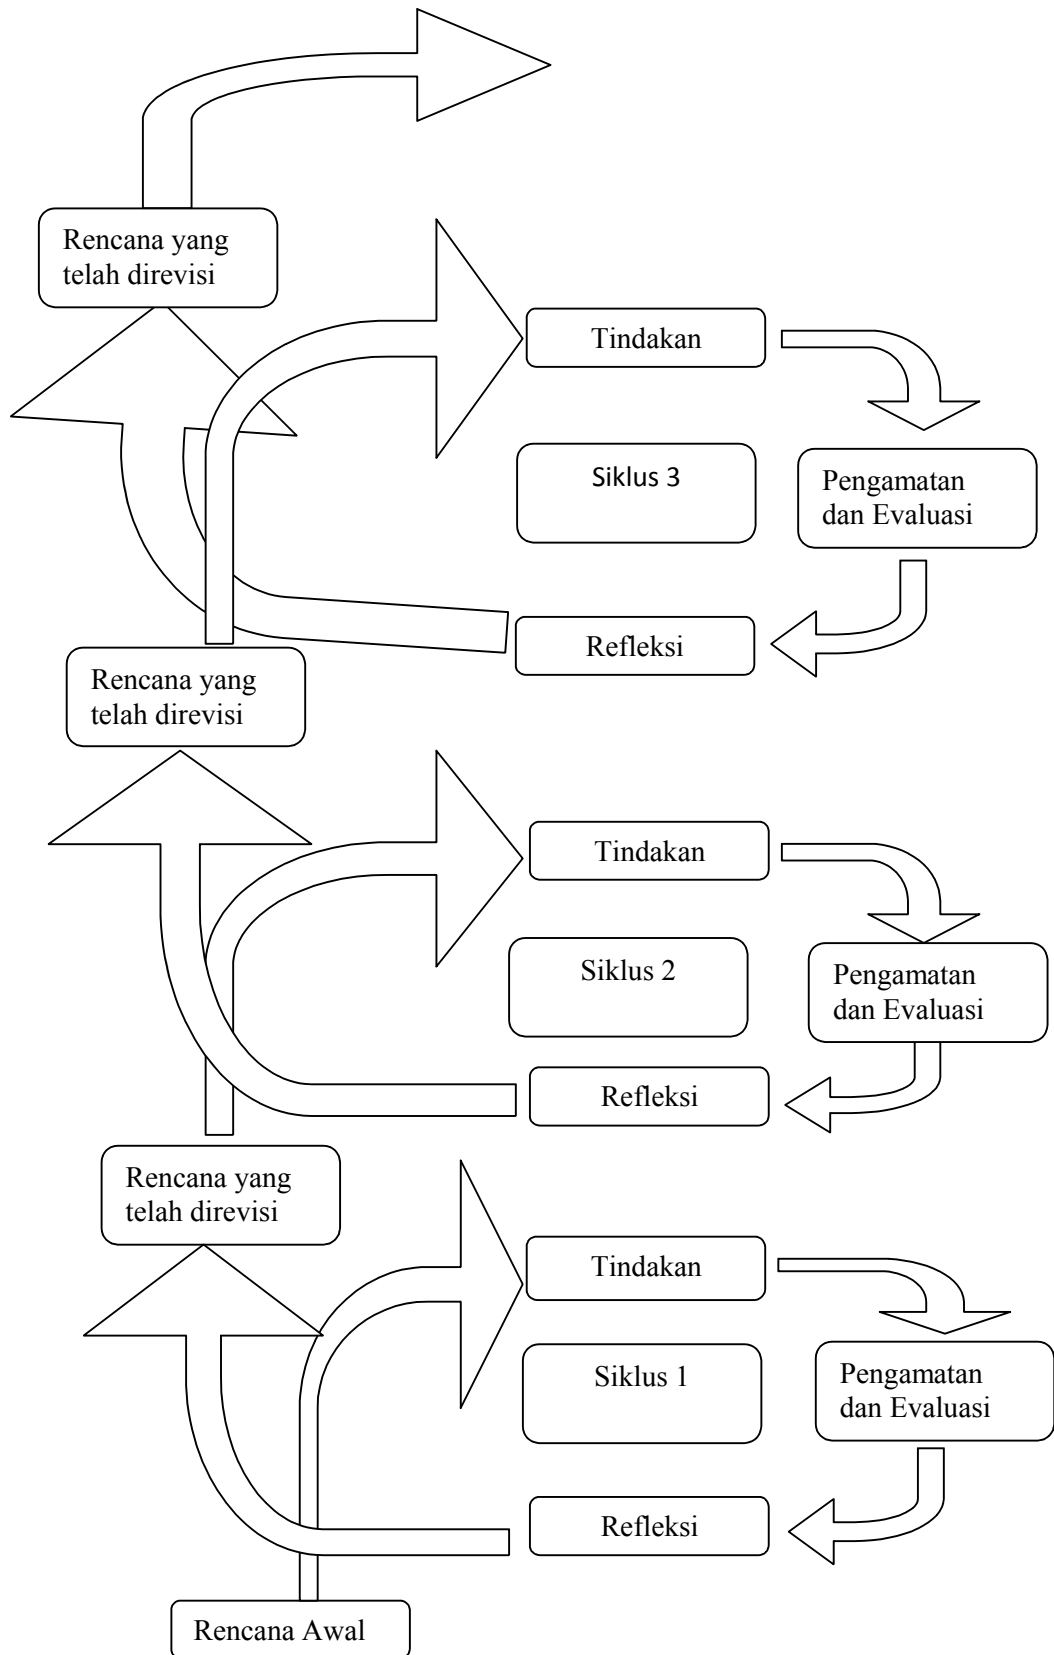 Rencana yang
telah direvisi
Tindakan
Siklus 3
Pengamatan
dan Evaluasi
Refleksi
Rencana yang
telah direvisi
Tindakan
Siklus 2
Pengamatan
dan Evaluasi
Refleksi
Rencana yang
telah direvisi
Tindakan
Siklus 1
Pengamatan
dan Evaluasi
Refleksi
Rencana Awal